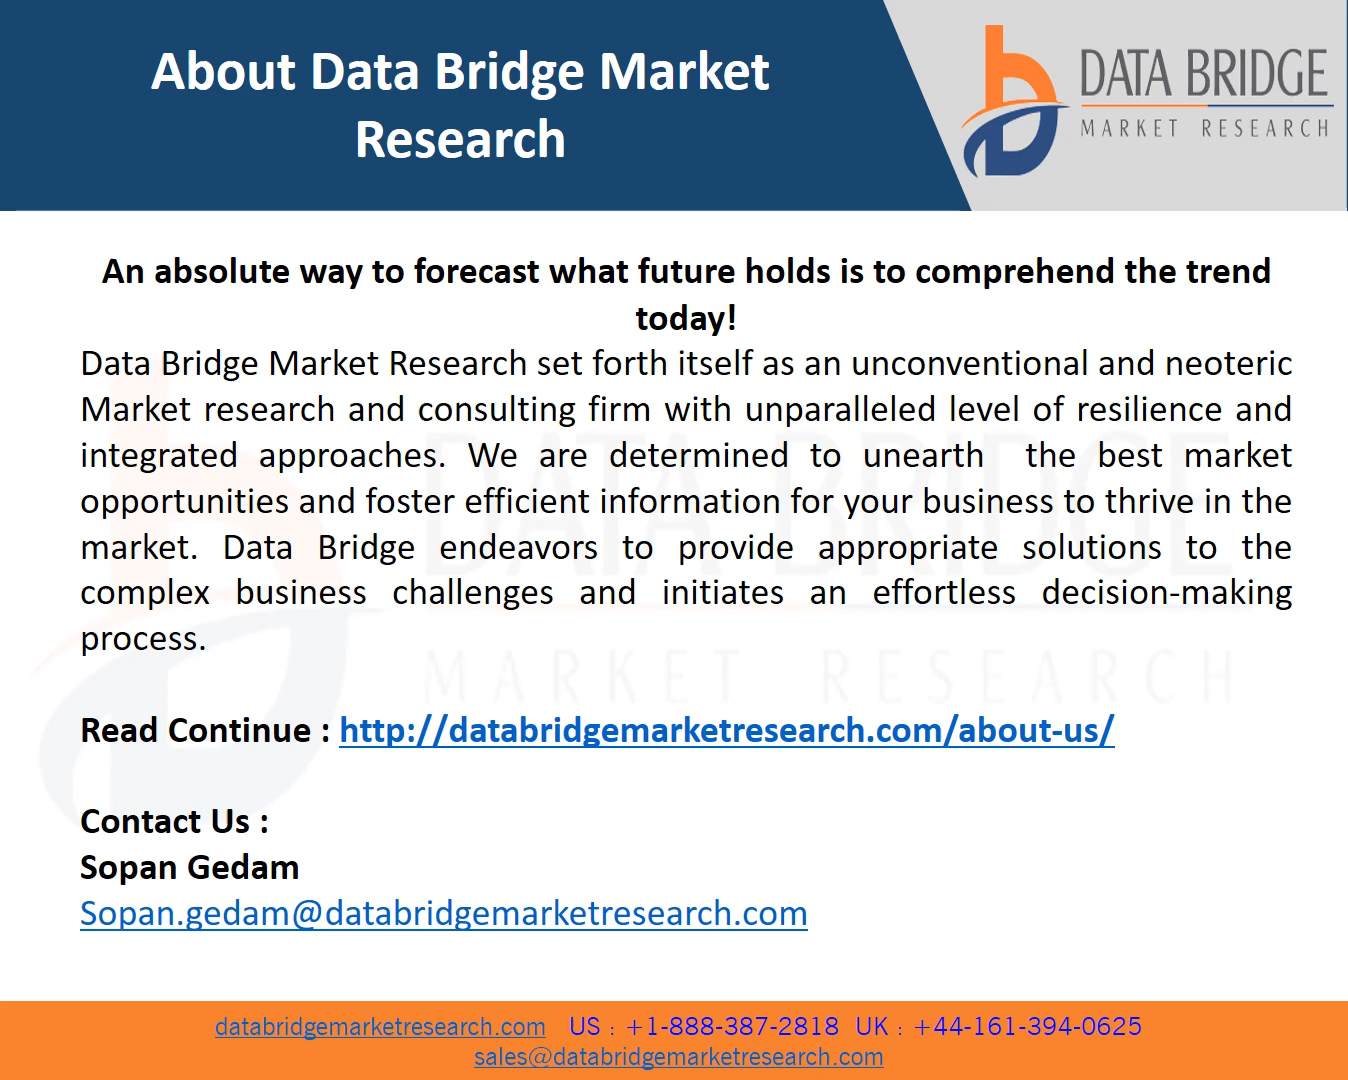 About Data Bridge Market
Research
DATA BRIDGE
MARKET RESEARCH
An absolute way to forecast what future holds is to comprehend the trend
today!
Data Bridge Market Research set forth itself as an unconventional and neoteric
Market research and consulting firm with unparalleled level of resilience and
integrated approaches. We are determined to unearth the best market
opportunities and foster efficient information for your business to thrive in the
market. Data Bridge endeavors to provide appropriate solutions to the
complex business challenges and initiates an effortless decision-making
process.
DATA BRIDGE
MARKET RESEARCH
Read Continue : http://databridgemarketresearch.com/about-us/
Contact Us :
Sopan Gedam
Sopan.gedam@databridgemarketresearch.com
databridgemarketresearch.com US : +1-888-387-2818 UK : +44-161-394-0625
sales@databridgemarketresearch.com